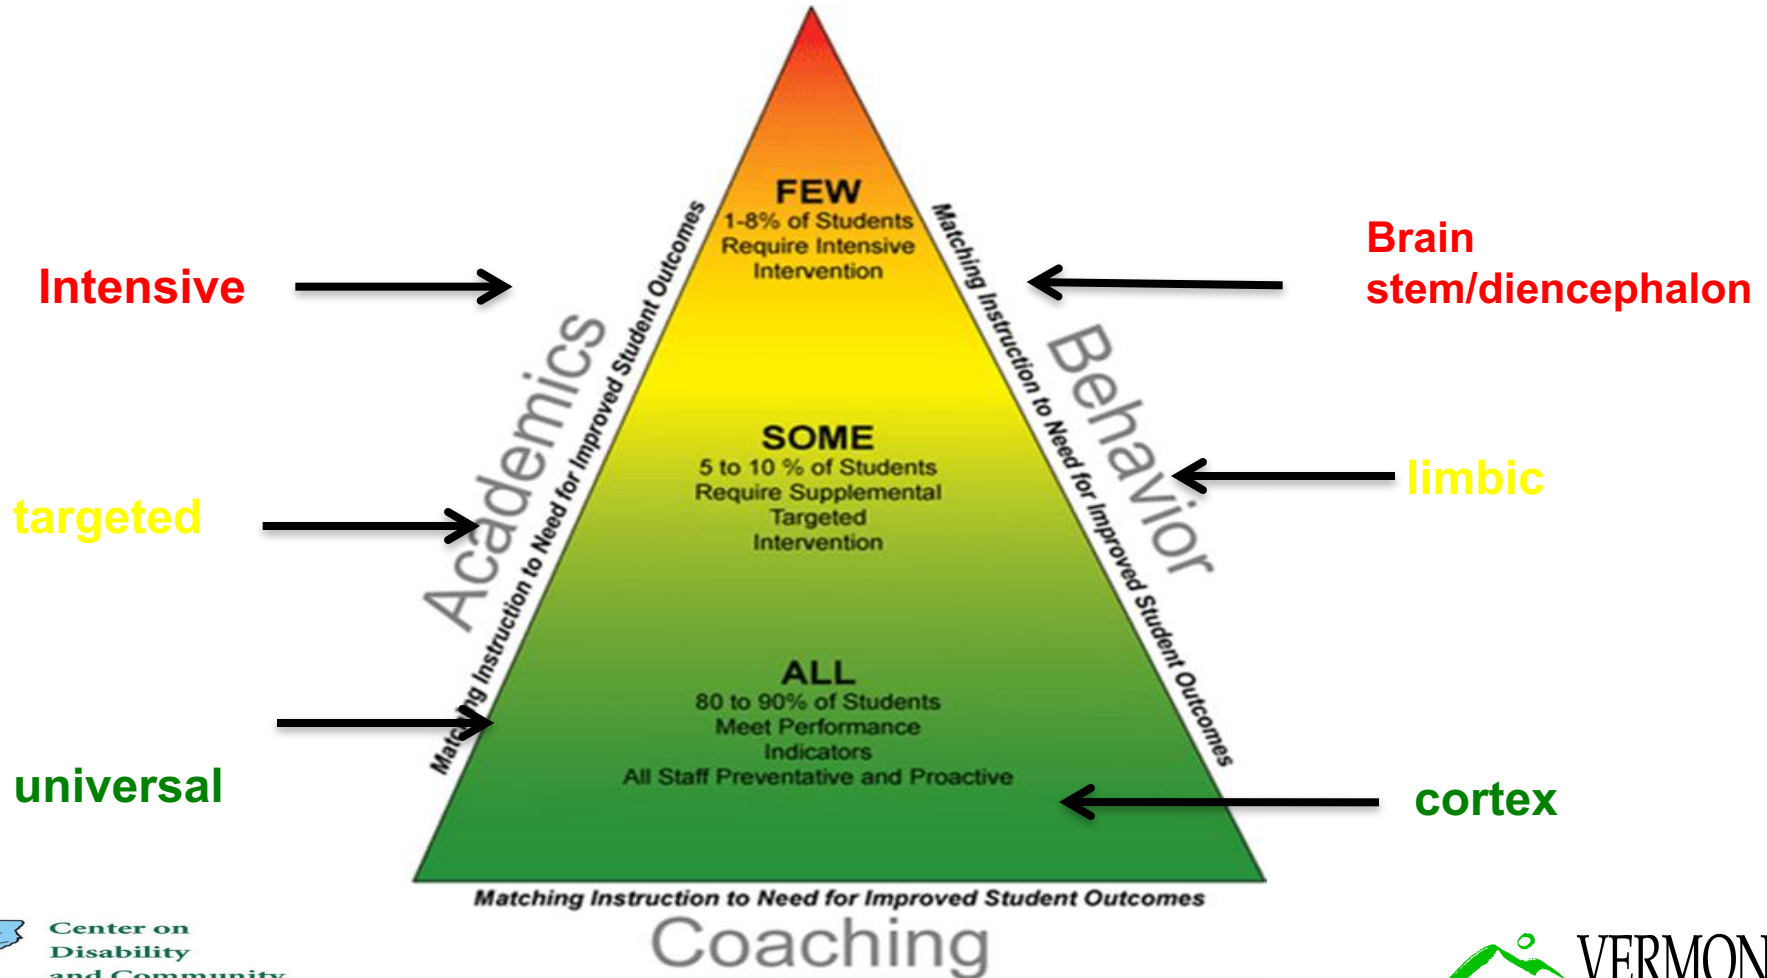 FEW
1-8% of Students
Require Intensive
Intervention
Intensive
Brain
stem/diencephalon
Academics
Matching Instruction to Need for Improved Student Outcomes
Matching Instruction to Need for Improved Student Outcomes
Behavior
SOME
5 to 10 % of Students
Require Supplemental
Targeted
Intervention
targeted
limbic
ALL
80 to 90% of Students
Meet Performance
Indicators
All Staff Preventative and Proactive
universal
cortex
Matching Instruction to Need for Improved Student Outcomes
Coaching
Center on
Disability
and Community
VERMON